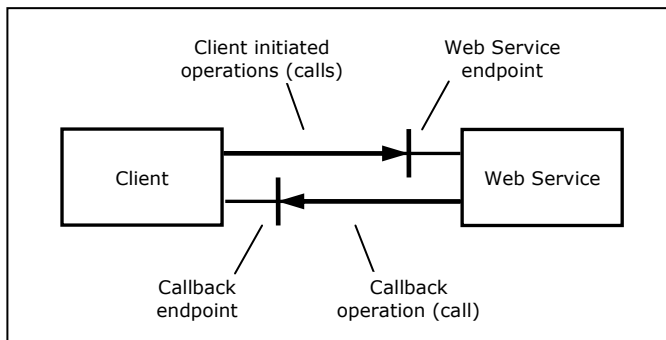 Client initiated
operations (calls)
Web Service
endpoint
Client
Web Service
Callback
endpoint
Callback
operation (call)